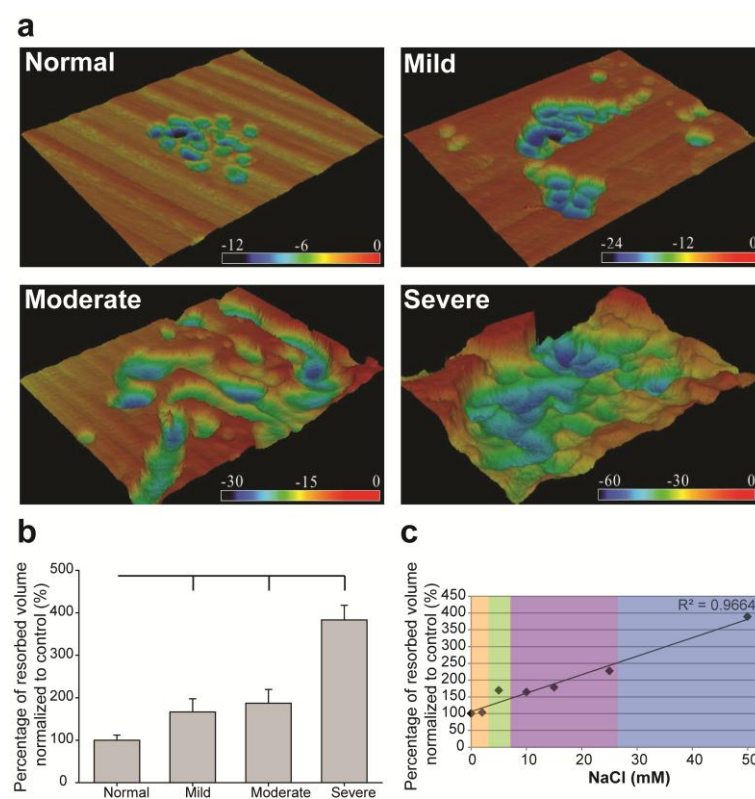 a
Normal
-12 -6 0
Mild
-24 -12 0
Moderate
-30 -15 0
Severe
-60 -30 0
b
Percentage of resorbed volume
normalized to control (%)
500
400
300
200
100
0
Normal Mild Moderate Severe
c
Percentage of resorbed volume
normalized to control (%)
450
400
350
300
250
200
150
100
50
0
R² = 0.9664
0 10 20 30 40 50
NaCl (mM)